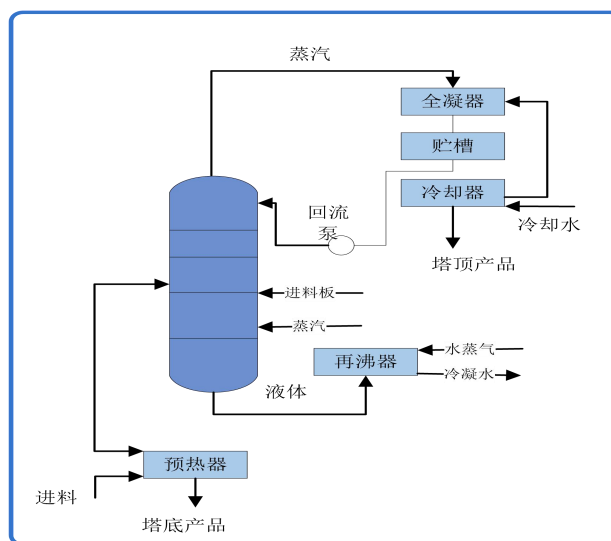 蒸汽
全凝器
贮槽
冷却器
回流
泵
冷却水
塔顶产品
进料板
蒸汽
水蒸气
再沸器
冷凝水
液体
预热器
进料
塔底产品